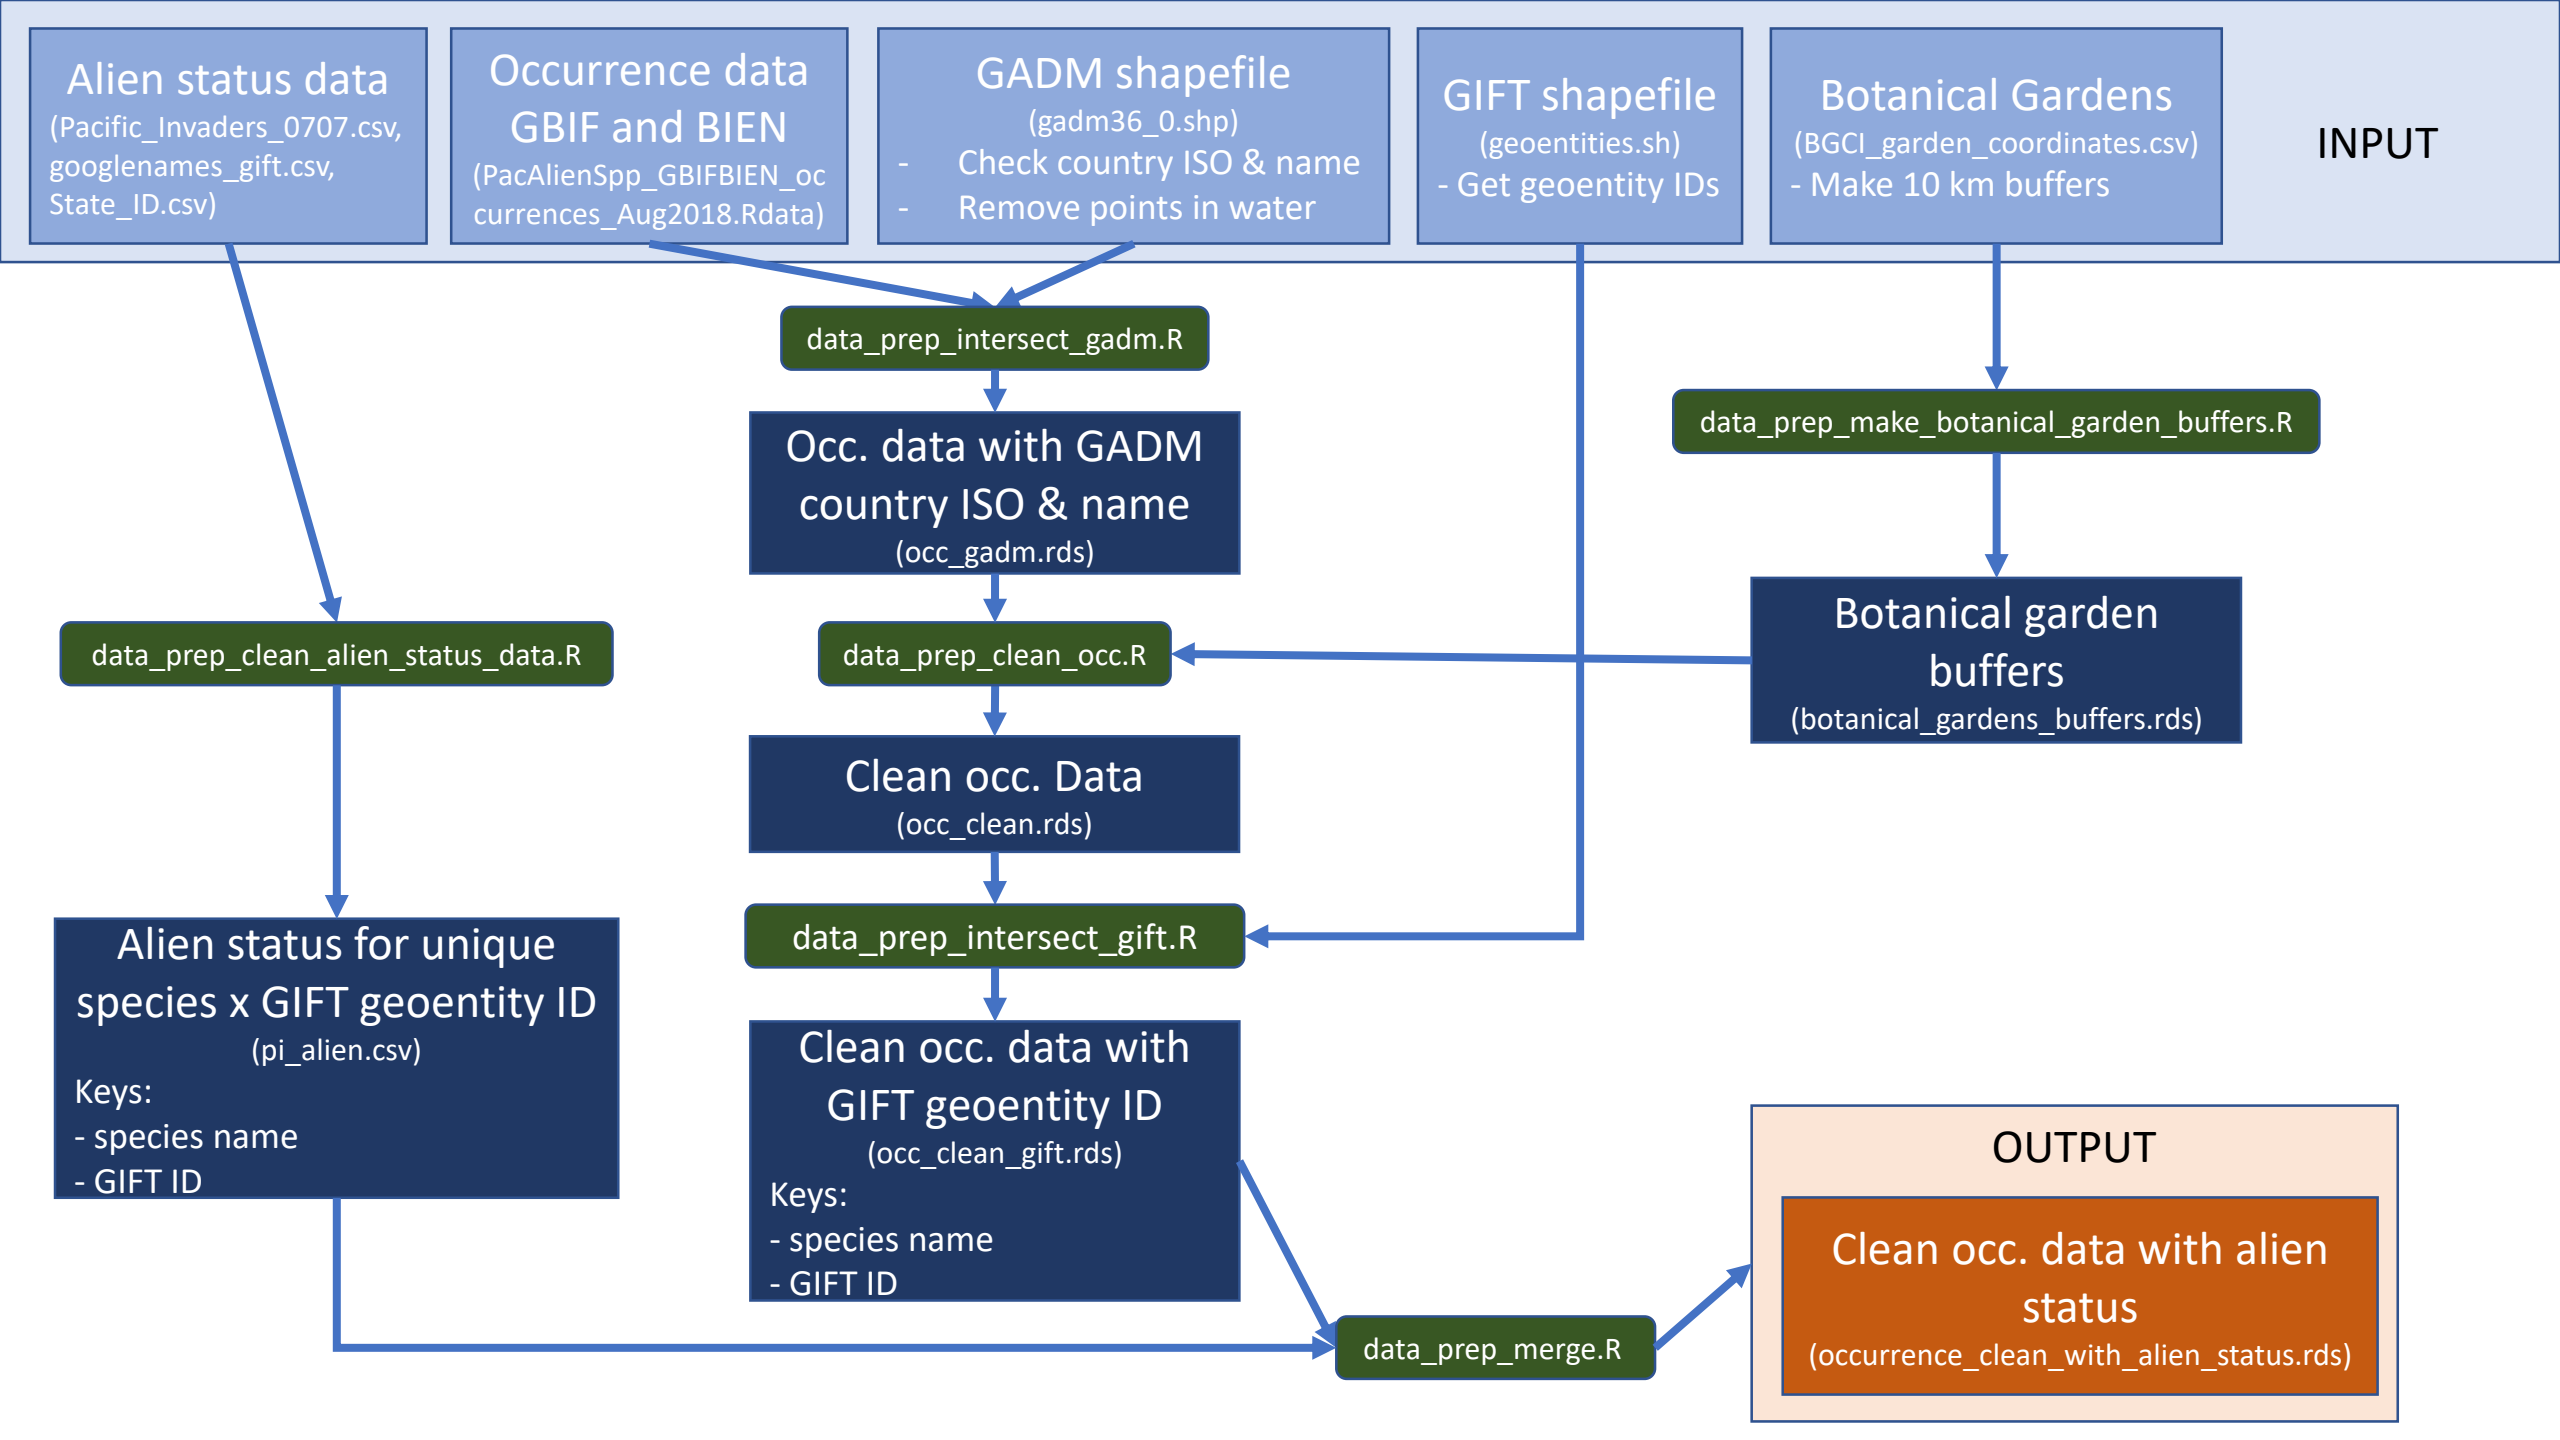 Alien status data
(Pacific_Invaders_0707.csv,
googlenames_gift.csv,
State_ID.csv)
Occurrence data
GBIF and BIEN
(PacAlienSpp_GBIFBIEN_oc
currences_Aug2018.Rdata)
GADM shapefile
(gadm36_0.shp)
- Check country ISO & name
- Remove points in water
GIFT shapefile
(geoentities.sh)
- Get geoentity IDs
Botanical Gardens
(BGCI_garden_coordinates.csv)
- Make 10 km buffers
INPUT
data_prep_intersect_gadm.R
data_prep_make_botanical_garden_buffers.R
Occ. data with GADM
country ISO & name
(occ_gadm.rds)
data_prep_clean_alien_status_data.R
data_prep_clean_occ.R
Botanical garden
buffers
(botanical_gardens_buffers.rds)
Clean occ. Data
(occ_clean.rds)
data_prep_intersect_gift.R
Alien status for unique
species x GIFT geoentity ID
(pi_alien.csv)
Keys:
- species name
- GIFT ID
Clean occ. data with
GIFT geoentity ID
(occ_clean_gift.rds)
Keys:
- species name
- GIFT ID
data_prep_merge.R
OUTPUT
Clean occ. data with alien
status
(occurrence_clean_with_alien_status.rds)